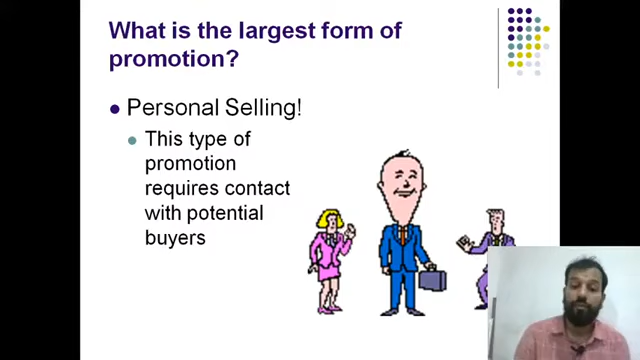 What is the largest form of
promotion?
Personal Selling!
This type of
promotion
requires contact
with potential
buyers